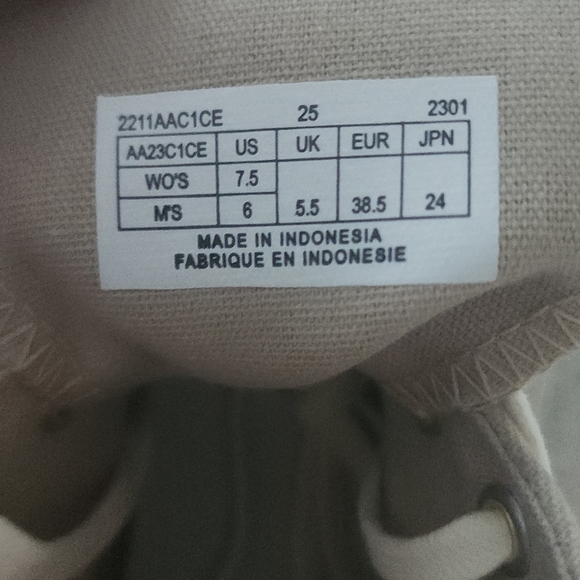 2211AAC1CE 25 2301
AA23C1CE US UK EUR JPN
WO'S 7.5
M'S 6 5.5 38.5 24
MADE IN INDONESIA
FABRIQUE EN INDONESIE